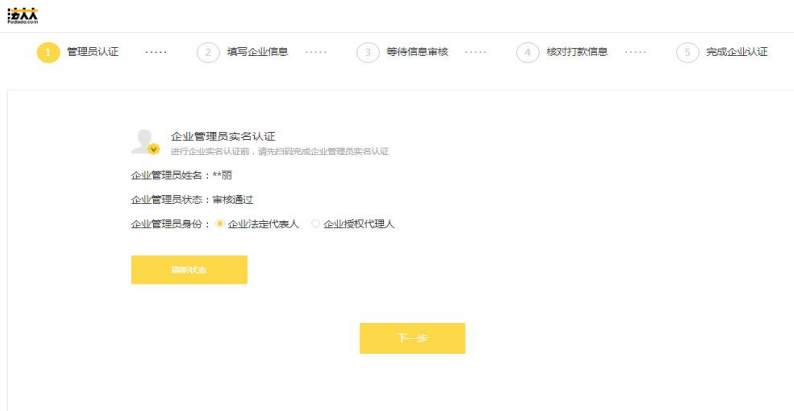 法大大
Fadada.com
1 管理员认证 ····· 2 填写企业信息 ····· 3 等待信息审核 ····· 4 核对打款信息 ····· 5 完成企业认证
企业管理员实名认证
进行企业实名认证前，请先扫码完成企业管理员实名认证
企业管理员姓名：**丽
企业管理员状态：审核通过
企业管理员身份： 企业法定代表人 企业授权代理人
刷新状态
下一步